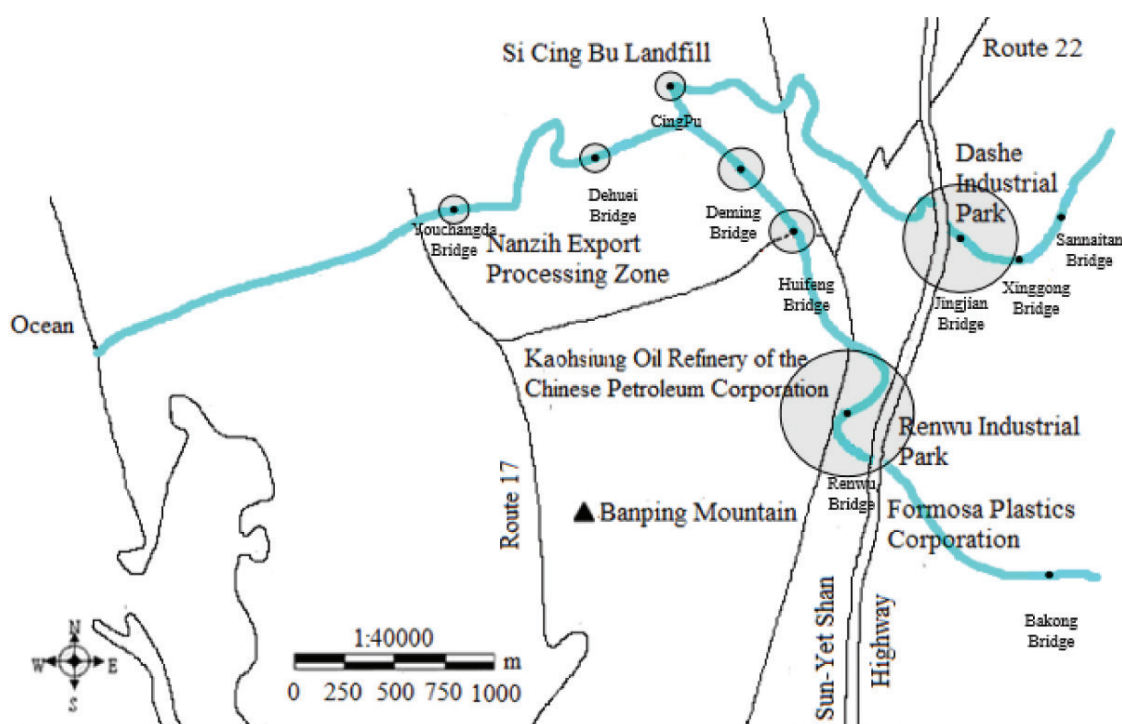 Si Cing Bu Landfill
Route 22
CingPu
Dashe
Industrial
Park
Dehuei
Bridge
Deming
Bridge
Youchangda
Bridge
Nanzih Export
Processing Zone
Sannaitan
Bridge
Xinggong
Bridge
Jingjian
Bridge
Huifeng
Bridge
Ocean
Kaohsiung Oil Refinery of the
Chinese Petroleum Corporation
Renwu Industrial
Park
Renwu
Bridge
Route 17
Banping Mountain
Formosa Plastics
Corporation
Sun-Yet Shan
Highway
Bakong
Bridge
N
W E
S
1:40000
m
0 250 500 750 1000